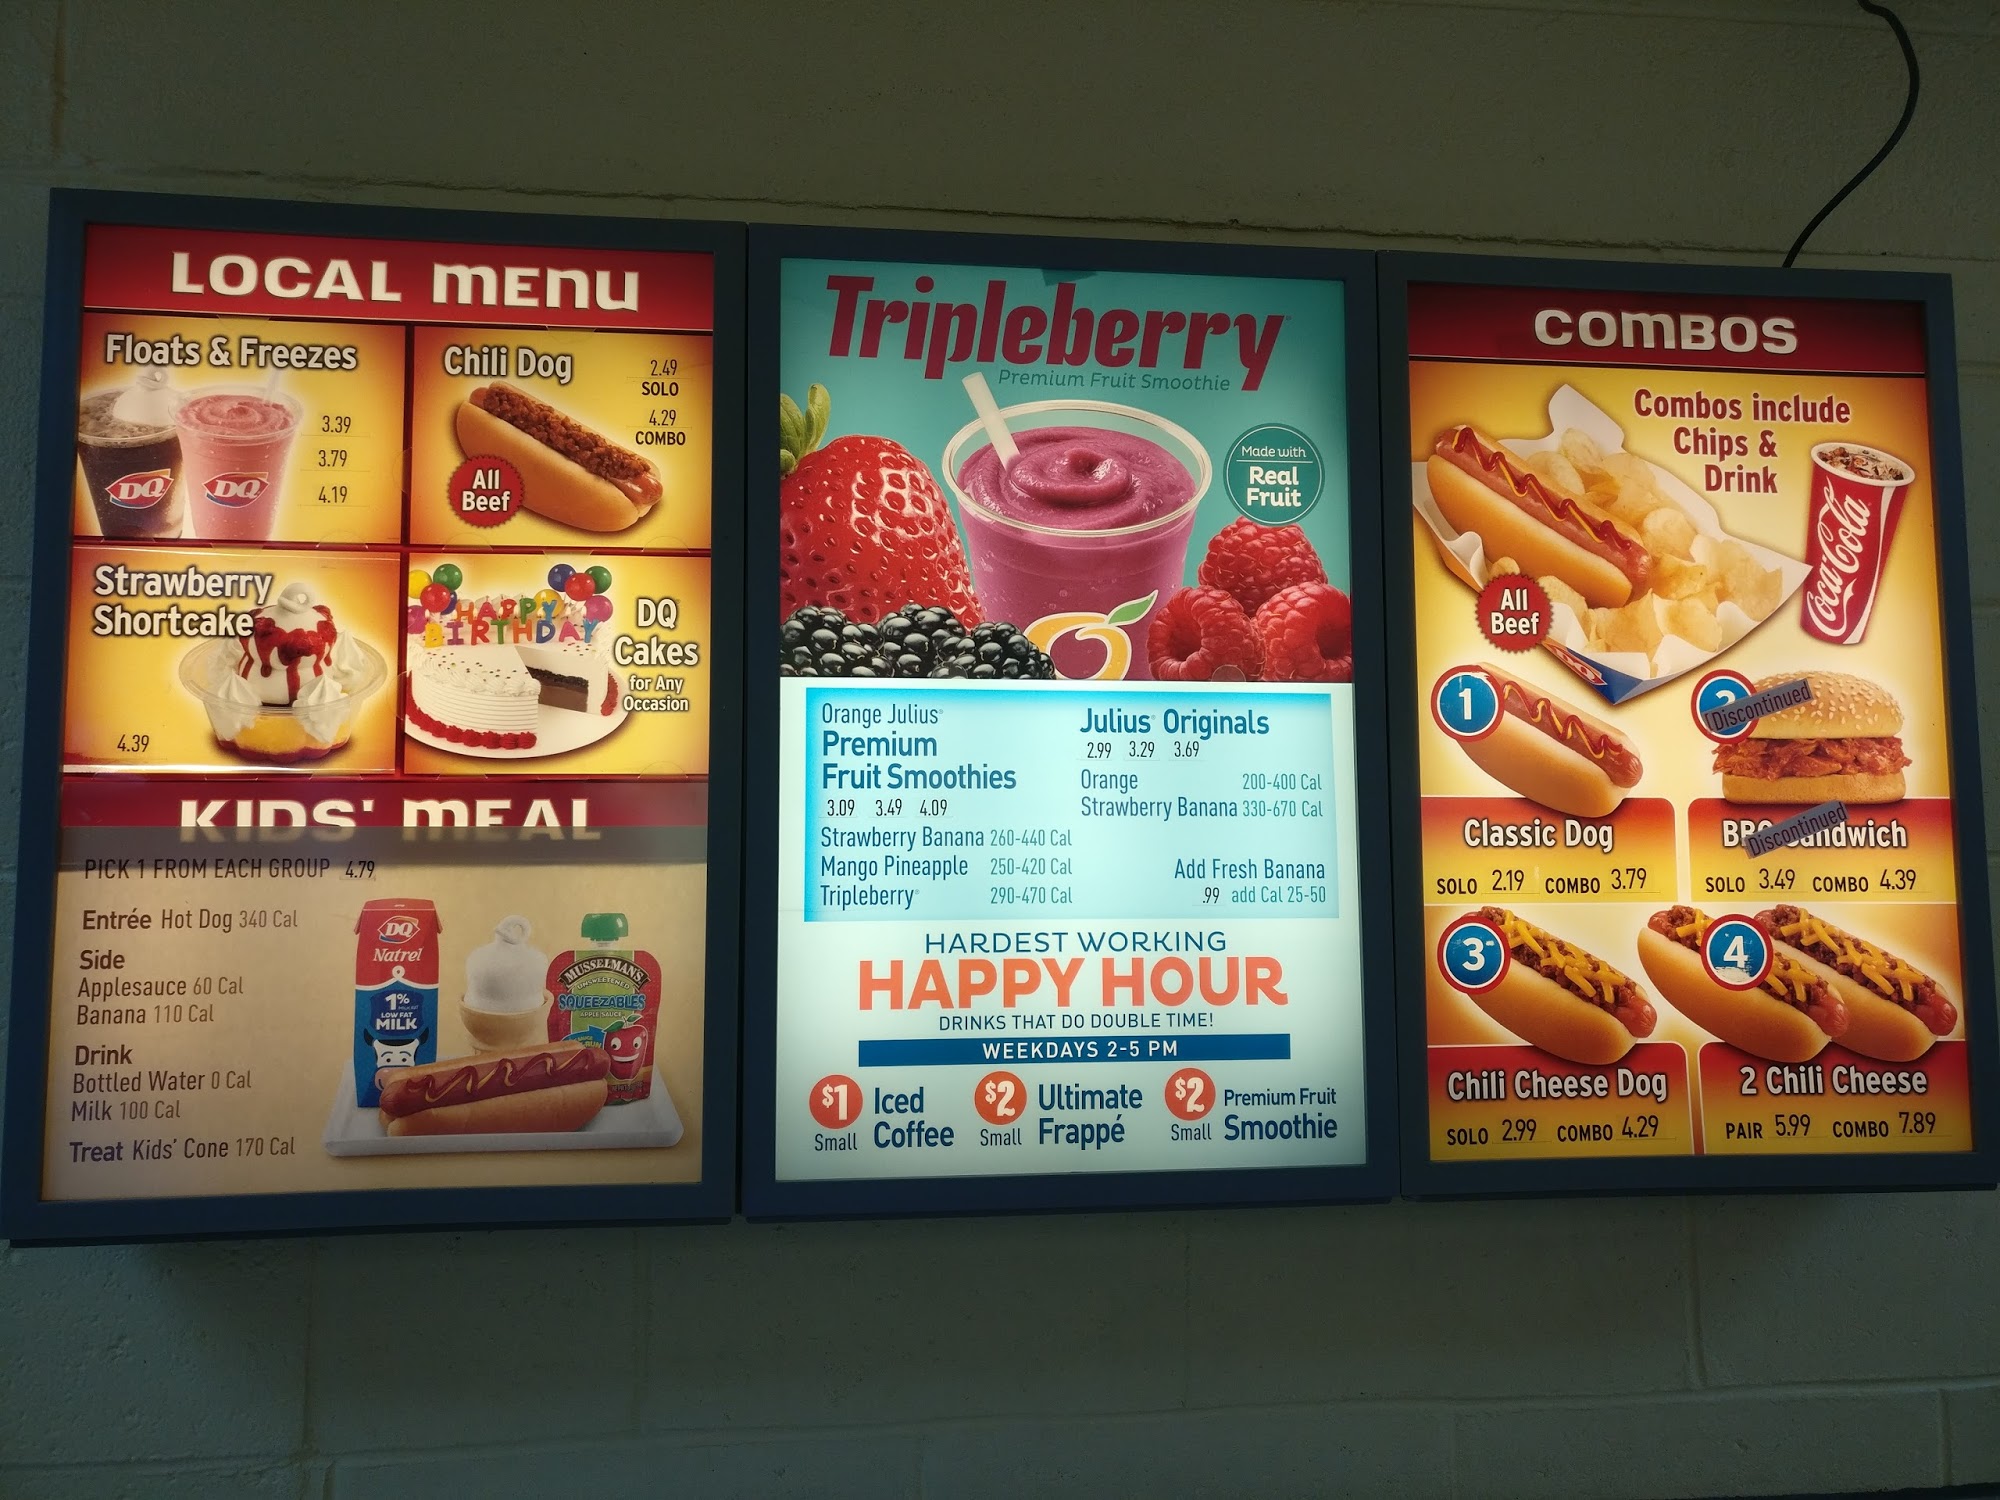 LOCAL MENU
Floats & Freezes
3.39
3.79
4.19
DQ
DQ
Chili Dog
2.49
SOLO
4.29
COMBO
All
Beef
Strawberry
Shortcake
4.39
HAPPY
BIRTHDAY
DQ
Cakes
for Any
Occasion
KIDS' MEAL
PICK 1 FROM EACH GROUP 4.79
Entrée Hot Dog 340 Cal
Side
Applesauce 60 Cal
Banana 110 Cal
Drink
Bottled Water 0 Cal
Milk 100 Cal
Treat Kids' Cone 170 Cal
DQ
Natrel
1%
LOW FAT
MILK
MUSSELMAN'S
UNSWEETENED
SQUEEZABLES
APPLE SAUCE
Tripleberry
Premium Fruit Smoothie
Made with
Real
Fruit
Orange Julius®
Premium
Fruit Smoothies
3.09 3.49 4.09
Strawberry Banana 260-440 Cal
Mango Pineapple 250-420 Cal
Tripleberry® 290-470 Cal
Julius® Originals
2.99 3.29 3.69
Orange 200-400 Cal
Strawberry Banana 330-670 Cal
Add Fresh Banana
.99 add Cal 25-50
HARDEST WORKING
HAPPY HOUR
DRINKS THAT DO DOUBLE TIME!
WEEKDAYS 2-5 PM
$1 Small Iced Coffee
$2 Small Ultimate Frappé
$2 Small Premium Fruit Smoothie
COMBOS
Combos include
Chips &
Drink
Coca-Cola
All
Beef
DQ
1
Classic Dog
SOLO 2.19 COMBO 3.79
2
Discontinued
BBQ Sandwich
Discontinued
SOLO 3.49 COMBO 4.39
3
Chili Cheese Dog
SOLO 2.99 COMBO 4.29
4
2 Chili Cheese
PAIR 5.99 COMBO 7.89